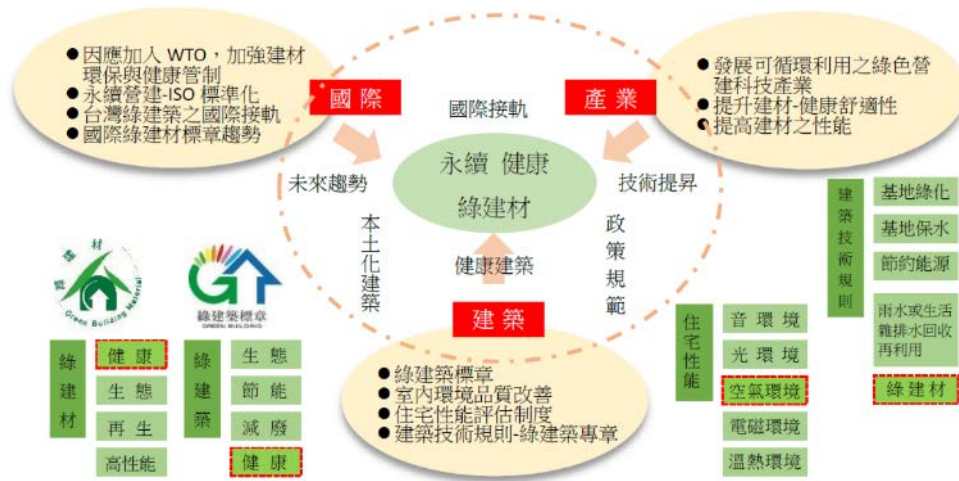 ●因應加入 WTO，加強建材
環保與健康管制
●永續營建-ISO 標準化
●台灣綠建築之國際接軌
●國際綠建材標章趨勢
國際
國際接軌
產業
●發展可循環利用之綠色營
建科技產業
●提升建材-健康舒適性
●提高建材之性能
永續 健康
綠建材
未來趨勢
技術提昇
本土化建築
健康建築
政策規範
建築
●綠建築標章
●室內環境品質改善
●住宅性能評估制度
●建築技術規則-綠建築專章
綠建材
Green Building Material
綠建築標章
GREEN BUILDING
綠建材
健康
生態
再生
高性能
綠建築
生態
節能
減廢
健康
住宅性能
音環境
光環境
空氣環境
電磁環境
溫熱環境
建築技術規則
基地綠化
基地保水
節約能源
雨水或生活
雜排水回收
再利用
綠建材